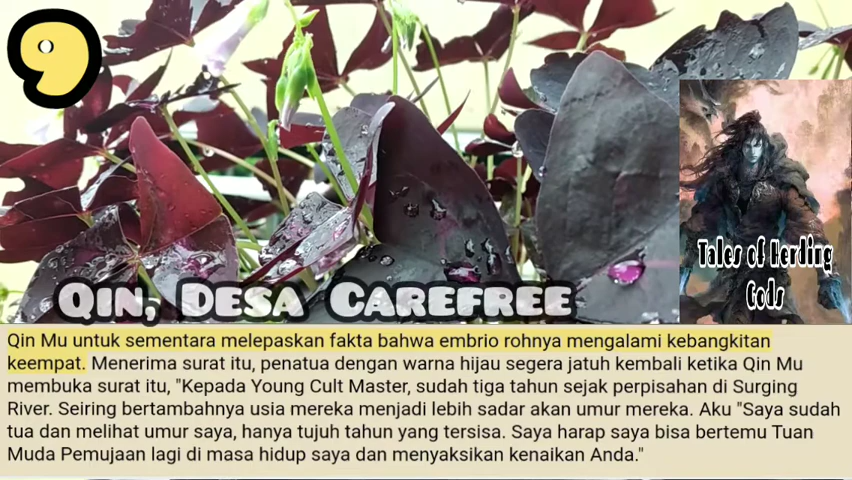 9
Tales of Herding
Gods
Qin, Desa Carefree
Qin Mu untuk sementara melepaskan fakta bahwa embrio rohnya mengalami kebangkitan
keempat. Menerima surat itu, penatua dengan warna hijau segera jatuh kembali ketika Qin Mu
membuka surat itu, "Kepada Young Cult Master, sudah tiga tahun sejak perpisahan di Surging
River. Seiring bertambahnya usia mereka menjadi lebih sadar akan umur mereka. Aku "Saya sudah
tua dan melihat umur saya, hanya tujuh tahun yang tersisa. Saya harap saya bisa bertemu Tuan
Muda Pemujaan lagi di masa hidup saya dan menyaksikan kenaikan Anda."